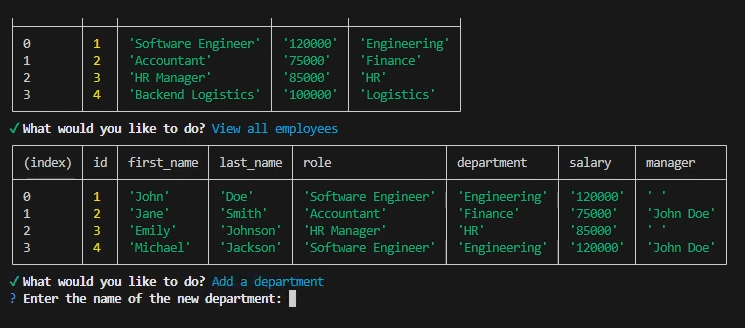 0 1 'Software Engineer' '120000' 'Engineering'
1 2 'Accountant' '75000' 'Finance'
2 3 'HR Manager' '85000' 'HR'
3 4 'Backend Logistics' '100000' 'Logistics'
✓ What would you like to do? View all employees
(index) id first_name last_name role department salary manager
0 1 'John' 'Doe' 'Software Engineer' 'Engineering' '120000' ' '
1 2 'Jane' 'Smith' 'Accountant' 'Finance' '75000' 'John Doe'
2 3 'Emily' 'Johnson' 'HR Manager' 'HR' '85000' ' '
3 4 'Michael' 'Jackson' 'Software Engineer' 'Engineering' '120000' 'John Doe'
✓ What would you like to do? Add a department
? Enter the name of the new department: